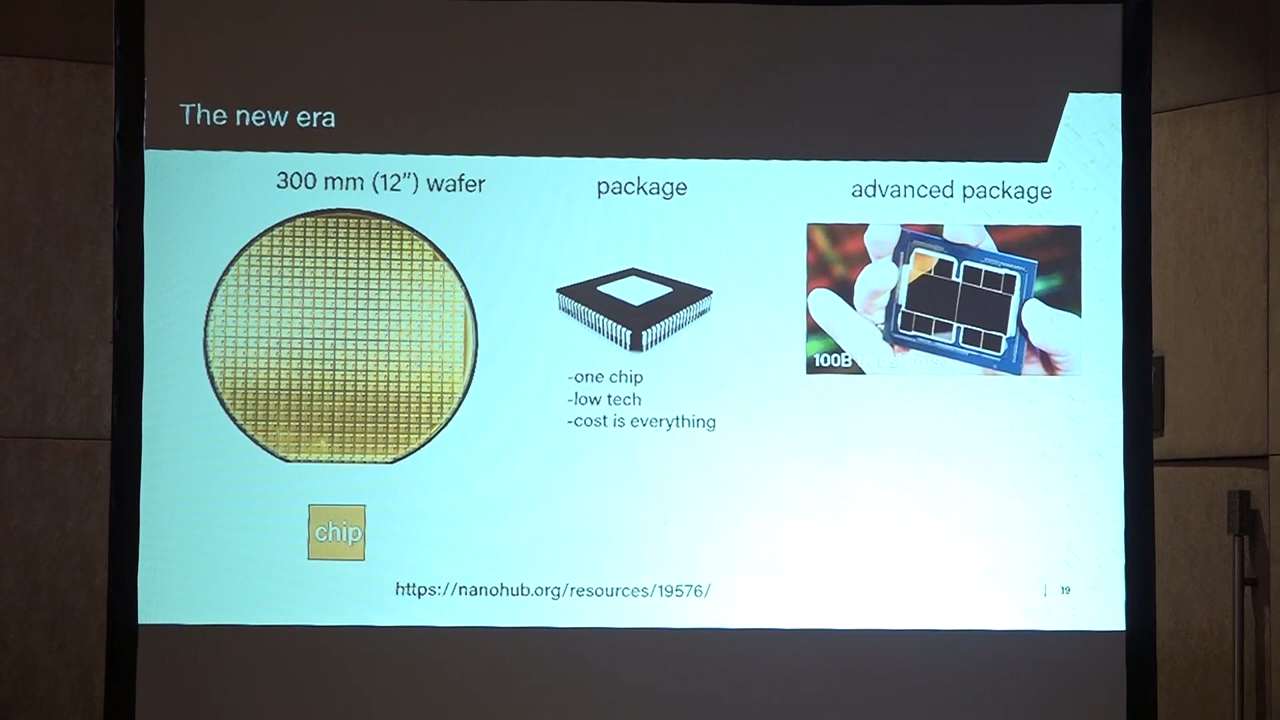 The new era
300 mm (12”) wafer
package
advanced package
100B
-one chip
-low tech
-cost is everything
chip
https://nanohub.org/resources/19576/
19